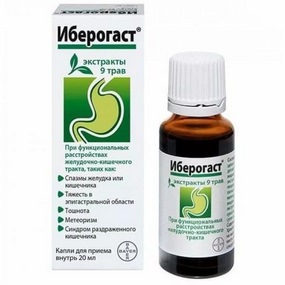 Иберогаст®
экстракты
9 трав
При функциональных
расстройствах
желудочно-кишечного
тракта, таких как:
• Спазмы желудка или
кишечника
• Тяжесть в
эпигастральной области
• Тошнота
• Метеоризм
• Синдром раздраженного
кишечника
Капли для приема
внутрь 20 мл
BAYER
Иберогаст®
экстракты 9 трав
При функциональных
расстройствах
желудочно-кишечного
тракта